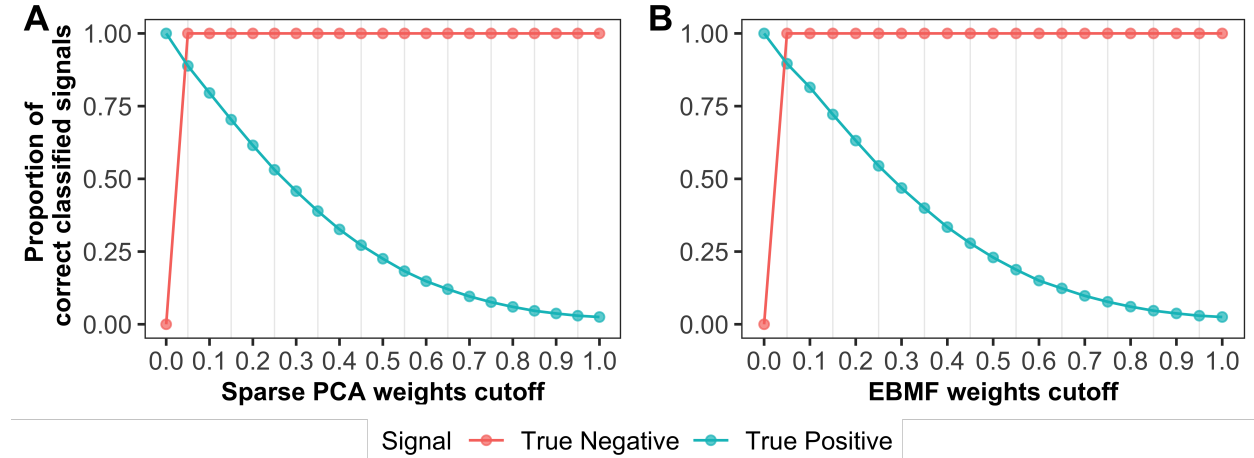 A
B
Proportion of
correct classified signals
1.00
0.75
0.50
0.25
0.00
0.0 0.1 0.2 0.3 0.4 0.5 0.6 0.7 0.8 0.9 1.0
Sparse PCA weights cutoff
1.00
0.75
0.50
0.25
0.00
0.0 0.1 0.2 0.3 0.4 0.5 0.6 0.7 0.8 0.9 1.0
EBMF weights cutoff
Signal True Negative True Positive